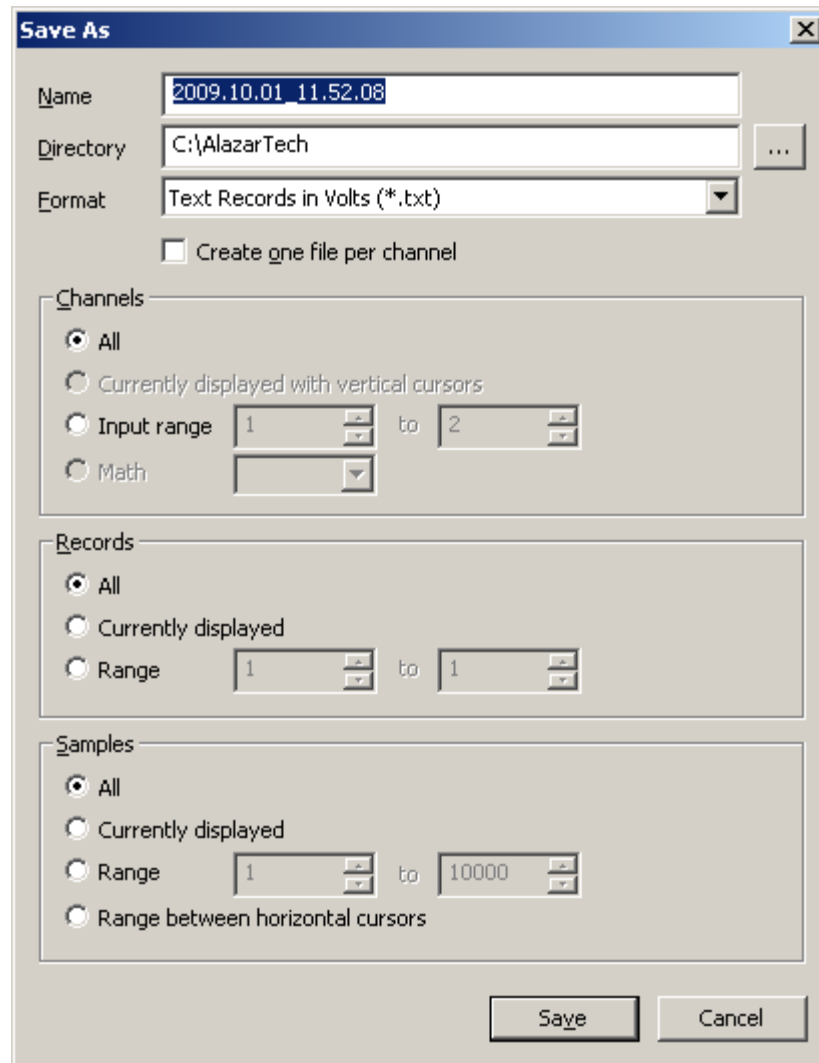 Save As
Name 2009.10.01_11.52.08
Directory C:\AlazarTech ...
Format Text Records in Volts (*.txt)
Create one file per channel
Channels
All
Currently displayed with vertical cursors
Input range 1 to 2
Math
Records
All
Currently displayed
Range 1 to 1
Samples
All
Currently displayed
Range 1 to 10000
Range between horizontal cursors
Save Cancel